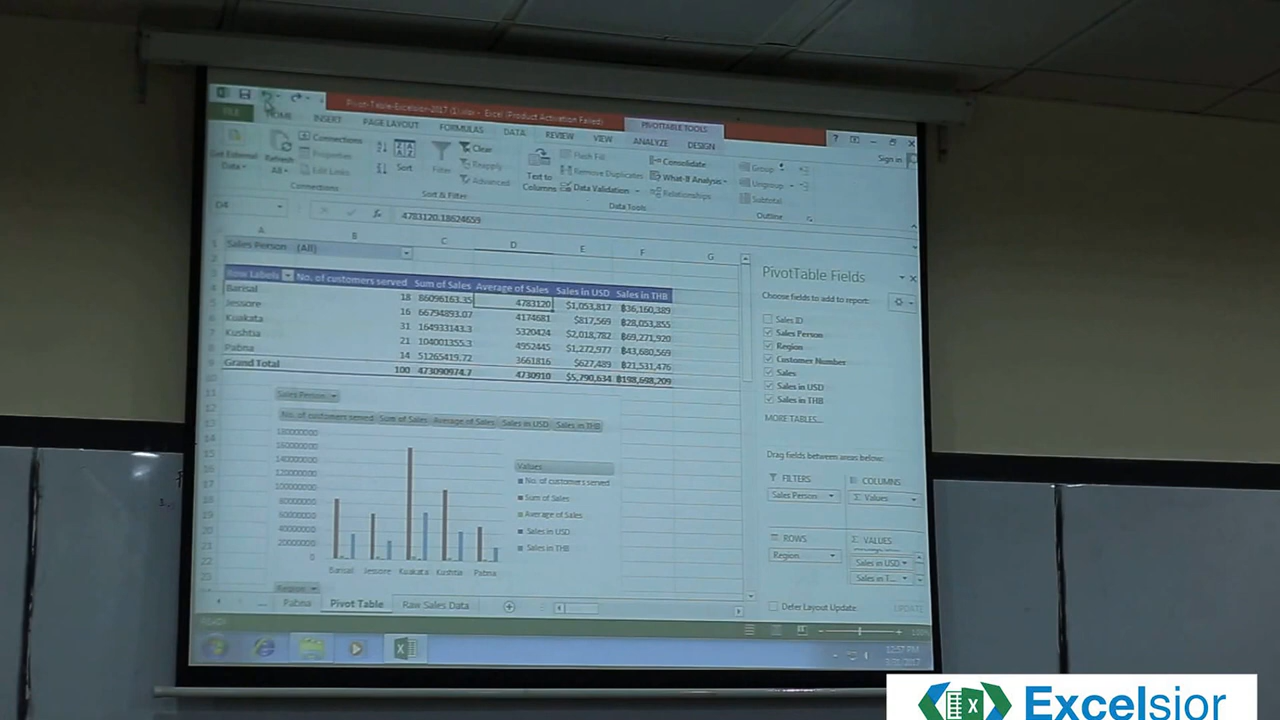 Pivot-Table-Excelsior-2017 (1).xlsx - Excel (Product Activation Failed)
PIVOTTABLE TOOLS
FILE HOME INSERT PAGE LAYOUT FORMULAS DATA REVIEW VIEW ANALYZE DESIGN
Sign in
Get External Data
Refresh All
Connections
Properties
Edit Links
Connections
Sort
Filter
Clear
Reapply
Advanced
Sort & Filter
Text to Columns
Flash Fill
Remove Duplicates
Data Validation
Consolidate
What-If Analysis
Relationships
Data Tools
Group
Ungroup
Subtotal
Outline
D4 fx 4783120.18624659
A B C D E F G
Sales Person (All)
Row Labels No. of customers served Sum of Sales Average of Sales Sales in USD Sales in THB
Barisal 18 86096163.35 4783120 $1,053,817 ฿36,160,389
Jessore 16 66794893.07 4174681 $817,569 ฿28,053,855
Kuakata 31 164933143.3 5320424 $2,018,782 ฿69,271,920
Kushtia 21 104001355.3 4952445 $1,272,977 ฿43,680,569
Pabna 14 51265419.72 3661816 $627,489 ฿21,531,476
Grand Total 100 473090974.7 4730910 $5,790,634 ฿198,698,209
Sales Person
No. of customers served Sum of Sales Average of Sales Sales in USD Sales in THB
180000000
160000000
140000000
120000000
100000000
80000000
60000000
40000000
20000000
0
Barisal Jessore Kuakata Kushtia Pabna
Values
No. of customers served
Sum of Sales
Average of Sales
Sales in USD
Sales in THB
Region
PivotTable Fields
Choose fields to add to report:
Sales ID
Sales Person
Region
Customer Number
Sales
Sales in USD
Sales in THB
MORE TABLES...
Drag fields between areas below:
FILTERS COLUMNS
Sales Person Σ Values
ROWS Σ VALUES
Region
Sales in USD
Sales in T...
Defer Layout Update UPDATE
... Pabna Pivot Table Raw Sales Data
READY
100%
12:57 PM
Excelsior